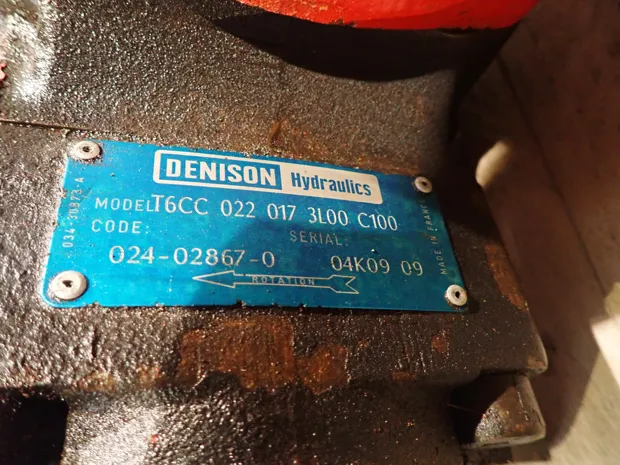 DENISON Hydraulics
MODEL T6CC 022 017 3L00 C100
CODE: SERIAL:
024-02867-0 04K09 09
ROTATION
034-30873-A
MADE IN FRANCE